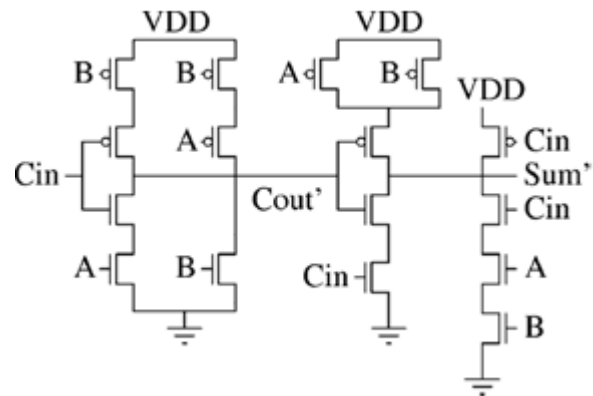 VDD VDD
B B A B
VDD
A Cin
Cin Sum'
Cout' Cin
A B Cin A
B